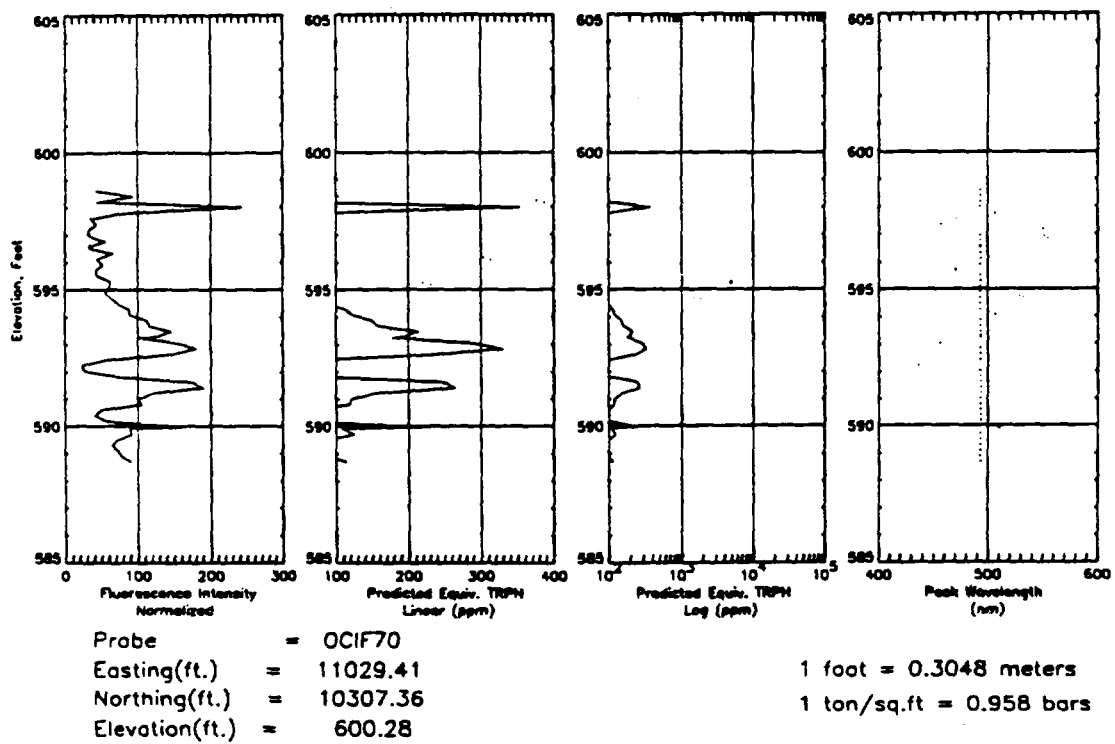 605 605 605 605
600 600 600 600
595 595 595 595
590 590 590 590
585 585 585 585
Elevation, Feet
0 100 200 300
100 200 300 400
10² 10³ 10⁴ 10⁵
400 500 600
Fluorescence Intensity
Normalized
Predicted Equiv. TRPH
Linear (ppm)
Predicted Equiv. TRPH
Log (ppm)
Peak Wavelength
(nm)
Probe = OCIF70
Easting(ft.) = 11029.41
Northing(ft.) = 10307.36
Elevation(ft.) = 600.28
1 foot = 0.3048 meters
1 ton/sq.ft = 0.958 bars